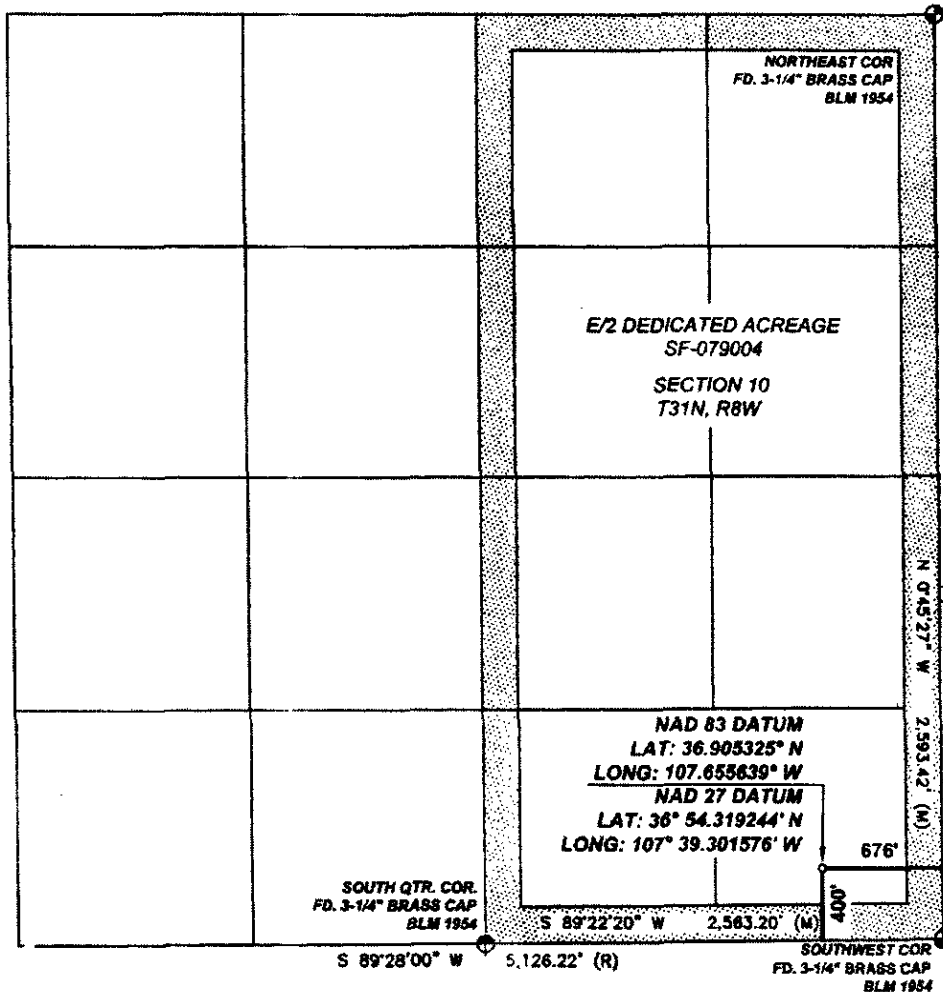 NORTHEAST COR
FD. 3-1/4" BRASS CAP
BLM 1954
E/2 DEDICATED ACREAGE
SF-079004
SECTION 10
T31N, R8W
N 0°45'27" W 2,593.42' (M)
NAD 83 DATUM
LAT: 36.905325° N
LONG: 107.655639° W
NAD 27 DATUM
LAT: 36° 54.319244' N
LONG: 107° 39.301576' W
676'
400'
SOUTH QTR. COR.
FD. 3-1/4" BRASS CAP
BLM 1954
S 89°22'20" W 2,563.20' (M)
S 89°28'00" W 5,126.22' (R)
SOUTHWEST COR
FD. 3-1/4" BRASS CAP
BLM 1954